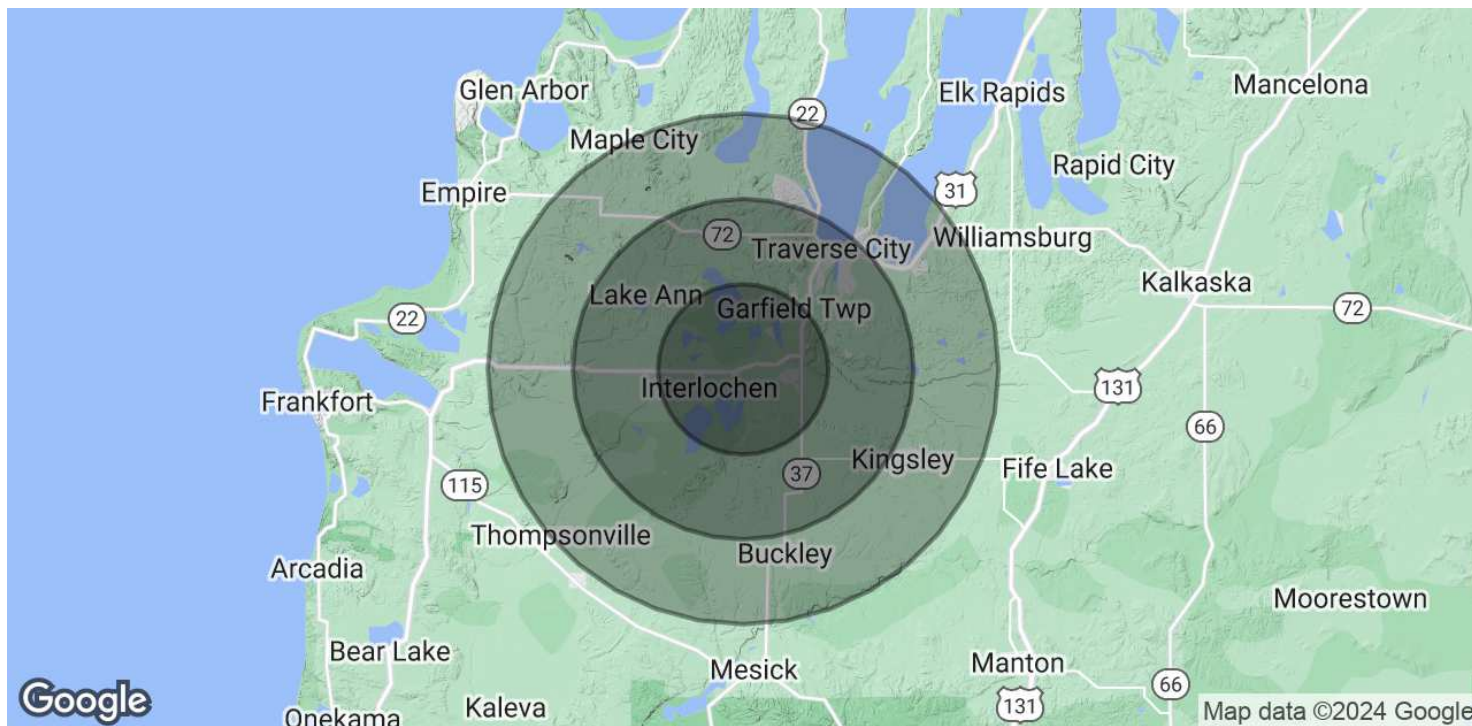 Glen Arbor
Elk Rapids
Mancelona
22
Maple City
Rapid City
Empire
31
72
Traverse City
Williamsburg
Kalkaska
Lake Ann
Garfield Twp
72
22
Interlochen
131
Frankfort
66
Kingsley
Fife Lake
37
115
Thompsonville
Buckley
Arcadia
Moorestown
Bear Lake
Mesick
Manton
66
Google
Kaleva
131
Onekama
Map data ©2024 Google